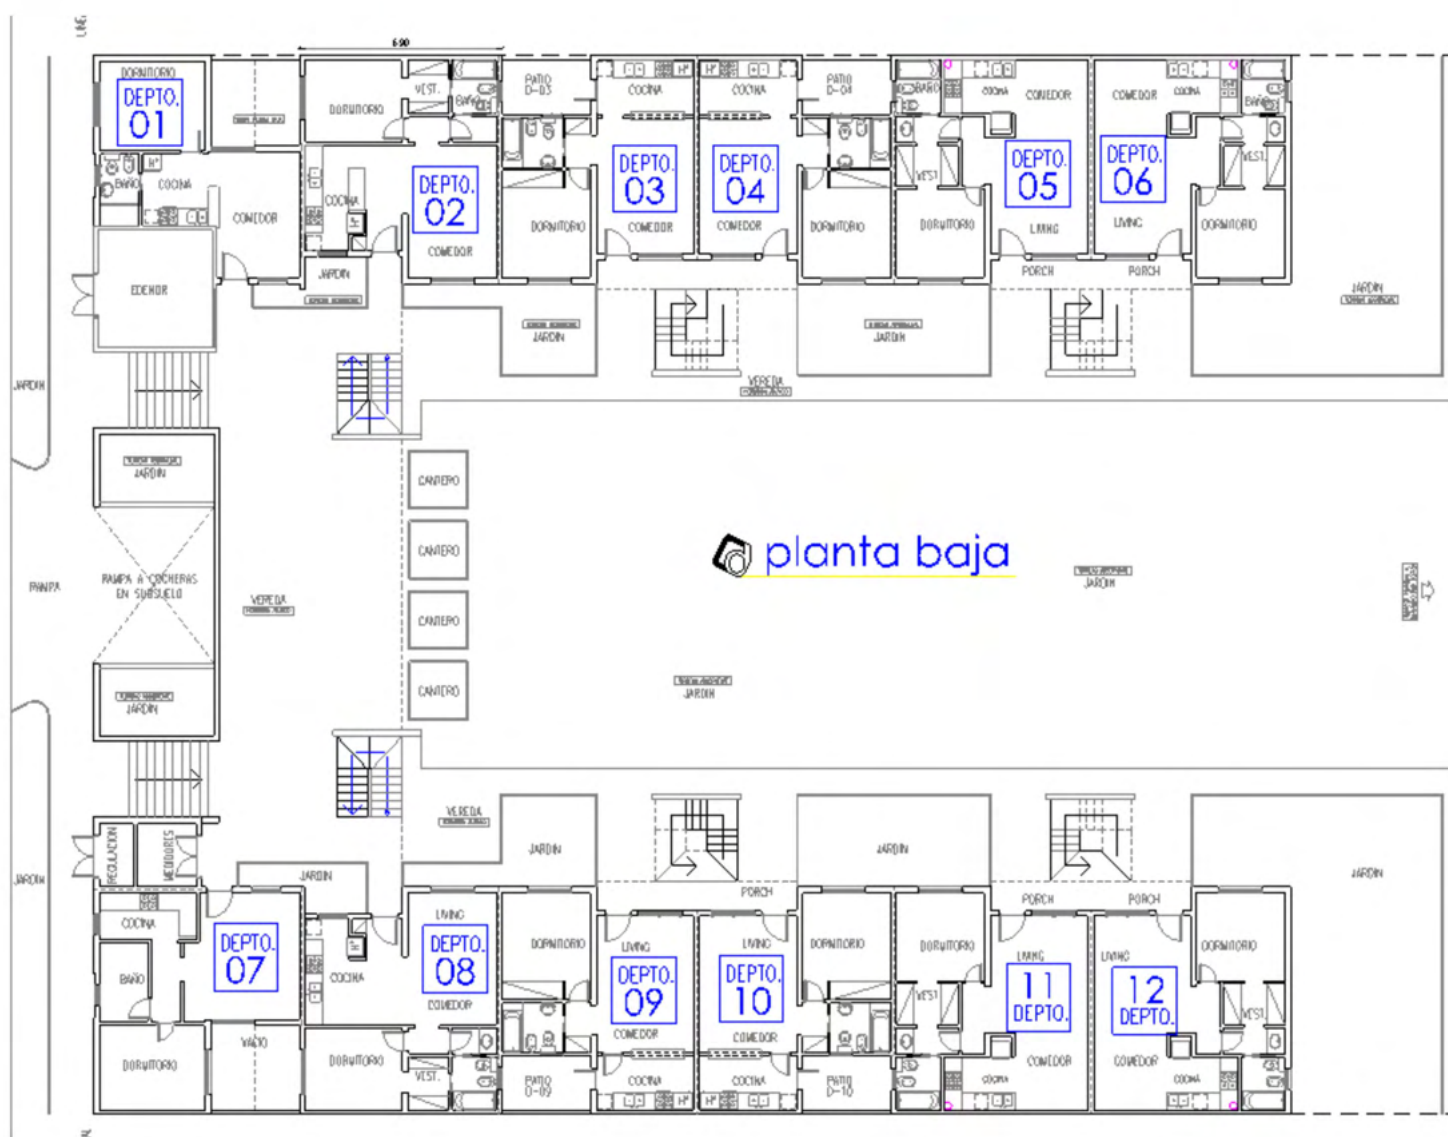 6.90
DORMITORIO
DEPTO.
01
BAÑO
COCINA
COMEDOR
EDENOR
DORMITORIO
VEST.
BAÑO
COCINA
DEPTO.
02
COMEDOR
JARDIN
PATIO
D-03
COCINA
DEPTO.
03
DORMITORIO
COMEDOR
COCINA
PATIO
D-04
DEPTO.
04
COMEDOR
DORMITORIO
BAÑO
COCINA
COMEDOR
VEST
DEPTO.
05
DORMITORIO
LIVING
PORCH
COMEDOR
COCINA
DEPTO.
06
VEST.
LIVING
DORMITORIO
PORCH
JARDIN
JARDIN
JARDIN
VEREDA
JARDIN
JARDIN
RAMPA
RAMPA A COCHERAS
EN SUBSUELO
JARDIN
VEREDA
CANTERO
CANTERO
CANTERO
CANTERO
planta baja
JARDIN
JARDIN
JARDIN
REGULACION
MEDIDORES
COCINA
BAÑO
DEPTO.
07
DORMITORIO
VACIO
JARDIN
VEREDA
LIVING
DEPTO.
08
COCINA
COMEDOR
DORMITORIO
VEST.
JARDIN
DORMITORIO
LIVING
DEPTO.
09
COMEDOR
PATIO
D-09
COCINA
PORCH
LIVING
DEPTO.
10
COMEDOR
COCINA
DORMITORIO
PATIO
D-10
JARDIN
DORMITORIO
PORCH
LIVING
VEST
11
DEPTO.
COMEDOR
COCINA
PORCH
LIVING
12
DEPTO.
COMEDOR
COCINA
DORMITORIO
VEST.
JARDIN